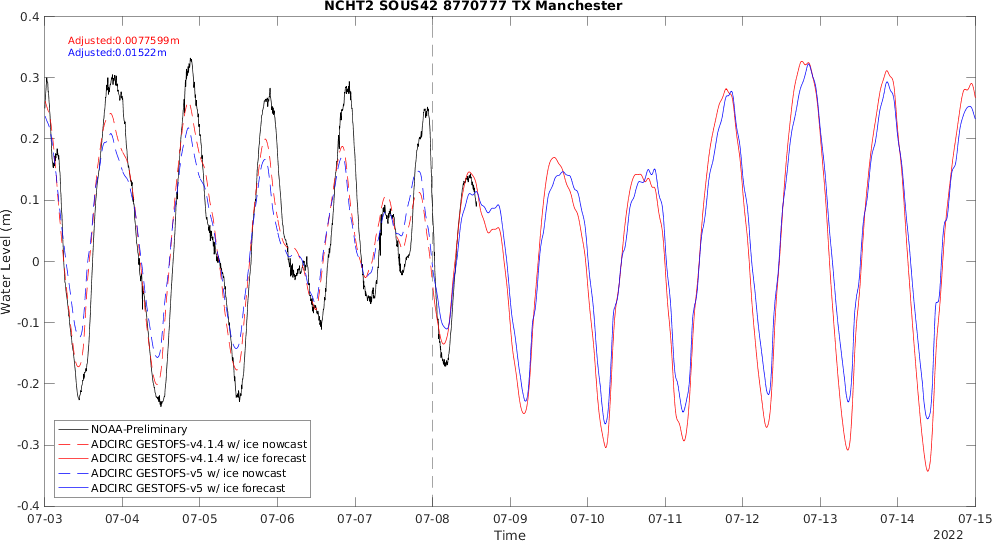 NCHT2 SOUS42 8770777 TX Manchester
Adjusted:0.0077599m
Adjusted:0.01522m
0.4
0.3
0.2
0.1
0
-0.1
-0.2
-0.3
-0.4
Water Level (m)
NOAA-Preliminary
ADCIRC GESTOFS-v4.1.4 w/ ice nowcast
ADCIRC GESTOFS-v4.1.4 w/ ice forecast
ADCIRC GESTOFS-v5 w/ ice nowcast
ADCIRC GESTOFS-v5 w/ ice forecast
07-03 07-04 07-05 07-06 07-07 07-08 07-09 07-10 07-11 07-12 07-13 07-14 07-15
Time
2022